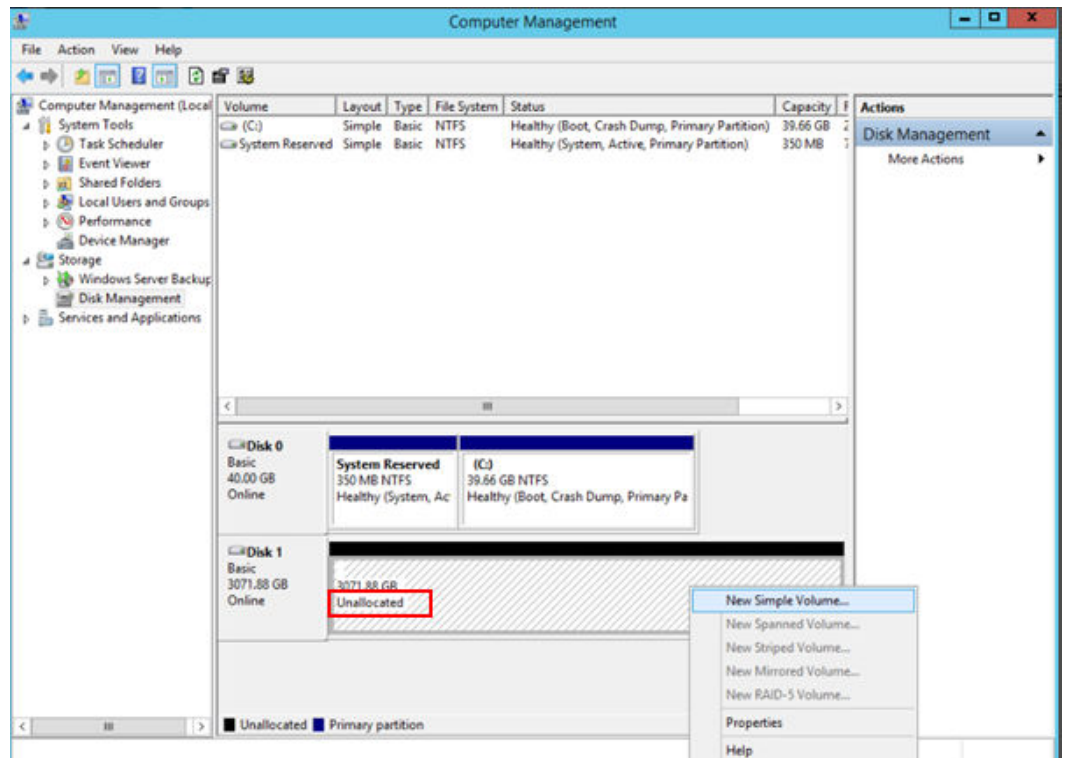 Computer Management
File Action View Help
Computer Management (Local
System Tools
Task Scheduler
Event Viewer
Shared Folders
Local Users and Groups
Performance
Device Manager
Storage
Windows Server Backup
Disk Management
Services and Applications
Volume Layout Type File System Status Capacity F
(C:) Simple Basic NTFS Healthy (Boot, Crash Dump, Primary Partition) 39.66 GB 2
System Reserved Simple Basic NTFS Healthy (System, Active, Primary Partition) 350 MB 7
Actions
Disk Management
More Actions
Disk 0
Basic
40.00 GB
Online
System Reserved
350 MB NTFS
Healthy (System, Ac
(C:)
39.66 GB NTFS
Healthy (Boot, Crash Dump, Primary Pa
Disk 1
Basic
3071.88 GB
Online
3071.88 GB
Unallocated
New Simple Volume...
New Spanned Volume...
New Striped Volume...
New Mirrored Volume...
New RAID-5 Volume...
Properties
Help
Unallocated Primary partition